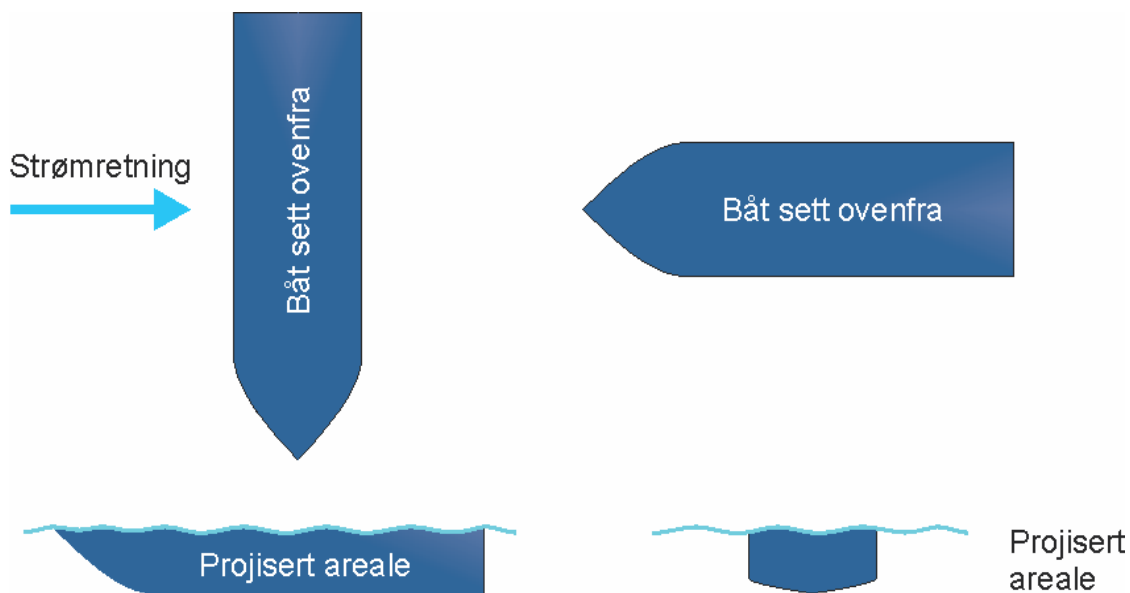 Strømretning
Båt sett ovenfra
Båt sett ovenfra
Projisert areale
Projisert
areale